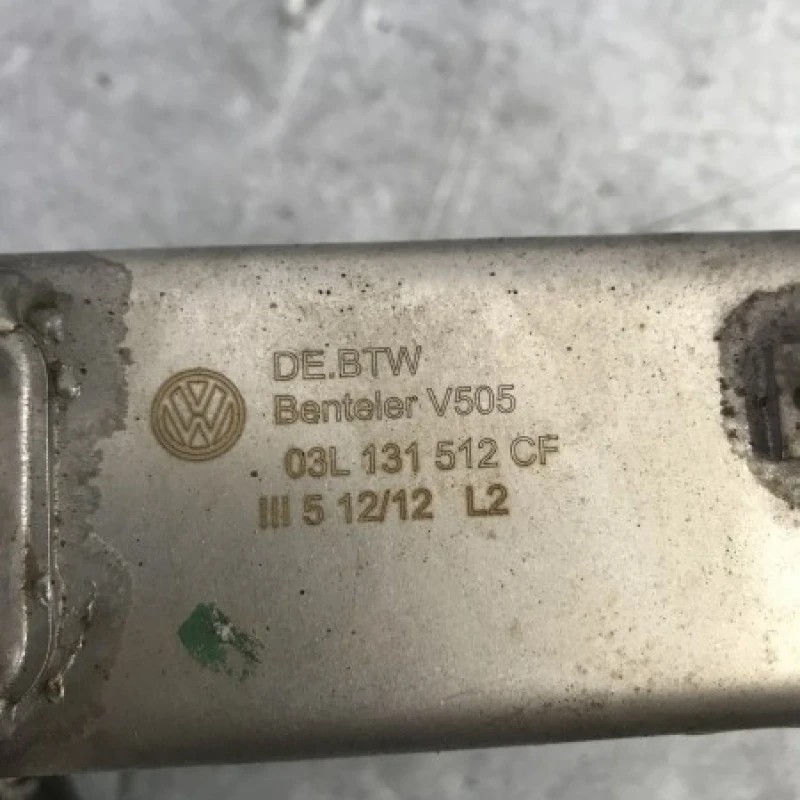 DE.BTW
Benteler V505
03L 131 512 CF
III 5 12/12 L2